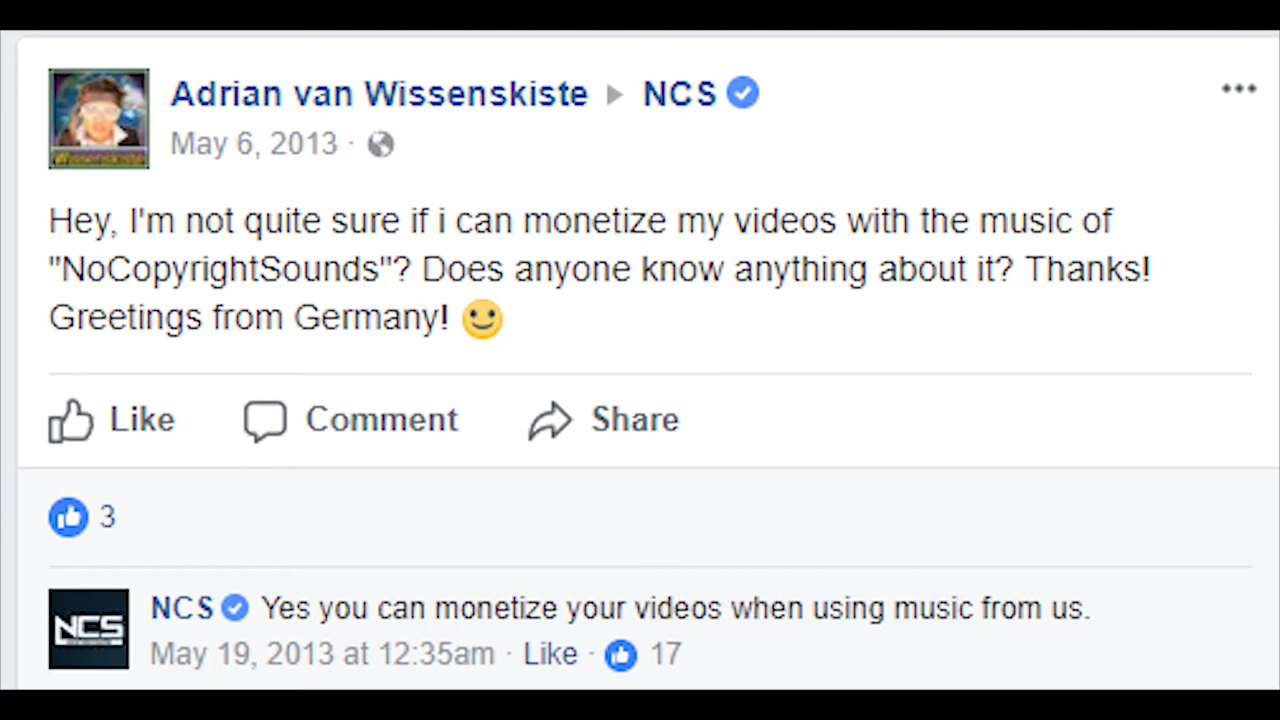 Adrian van Wissenskiste ▸ NCS
May 6, 2013 ·
Hey, I'm not quite sure if i can monetize my videos with the music of
"NoCopyrightSounds"? Does anyone know anything about it? Thanks!
Greetings from Germany! 🙂
Like Comment Share
3
NCS NCS Yes you can monetize your videos when using music from us.
May 19, 2013 at 12:35am · Like · 17